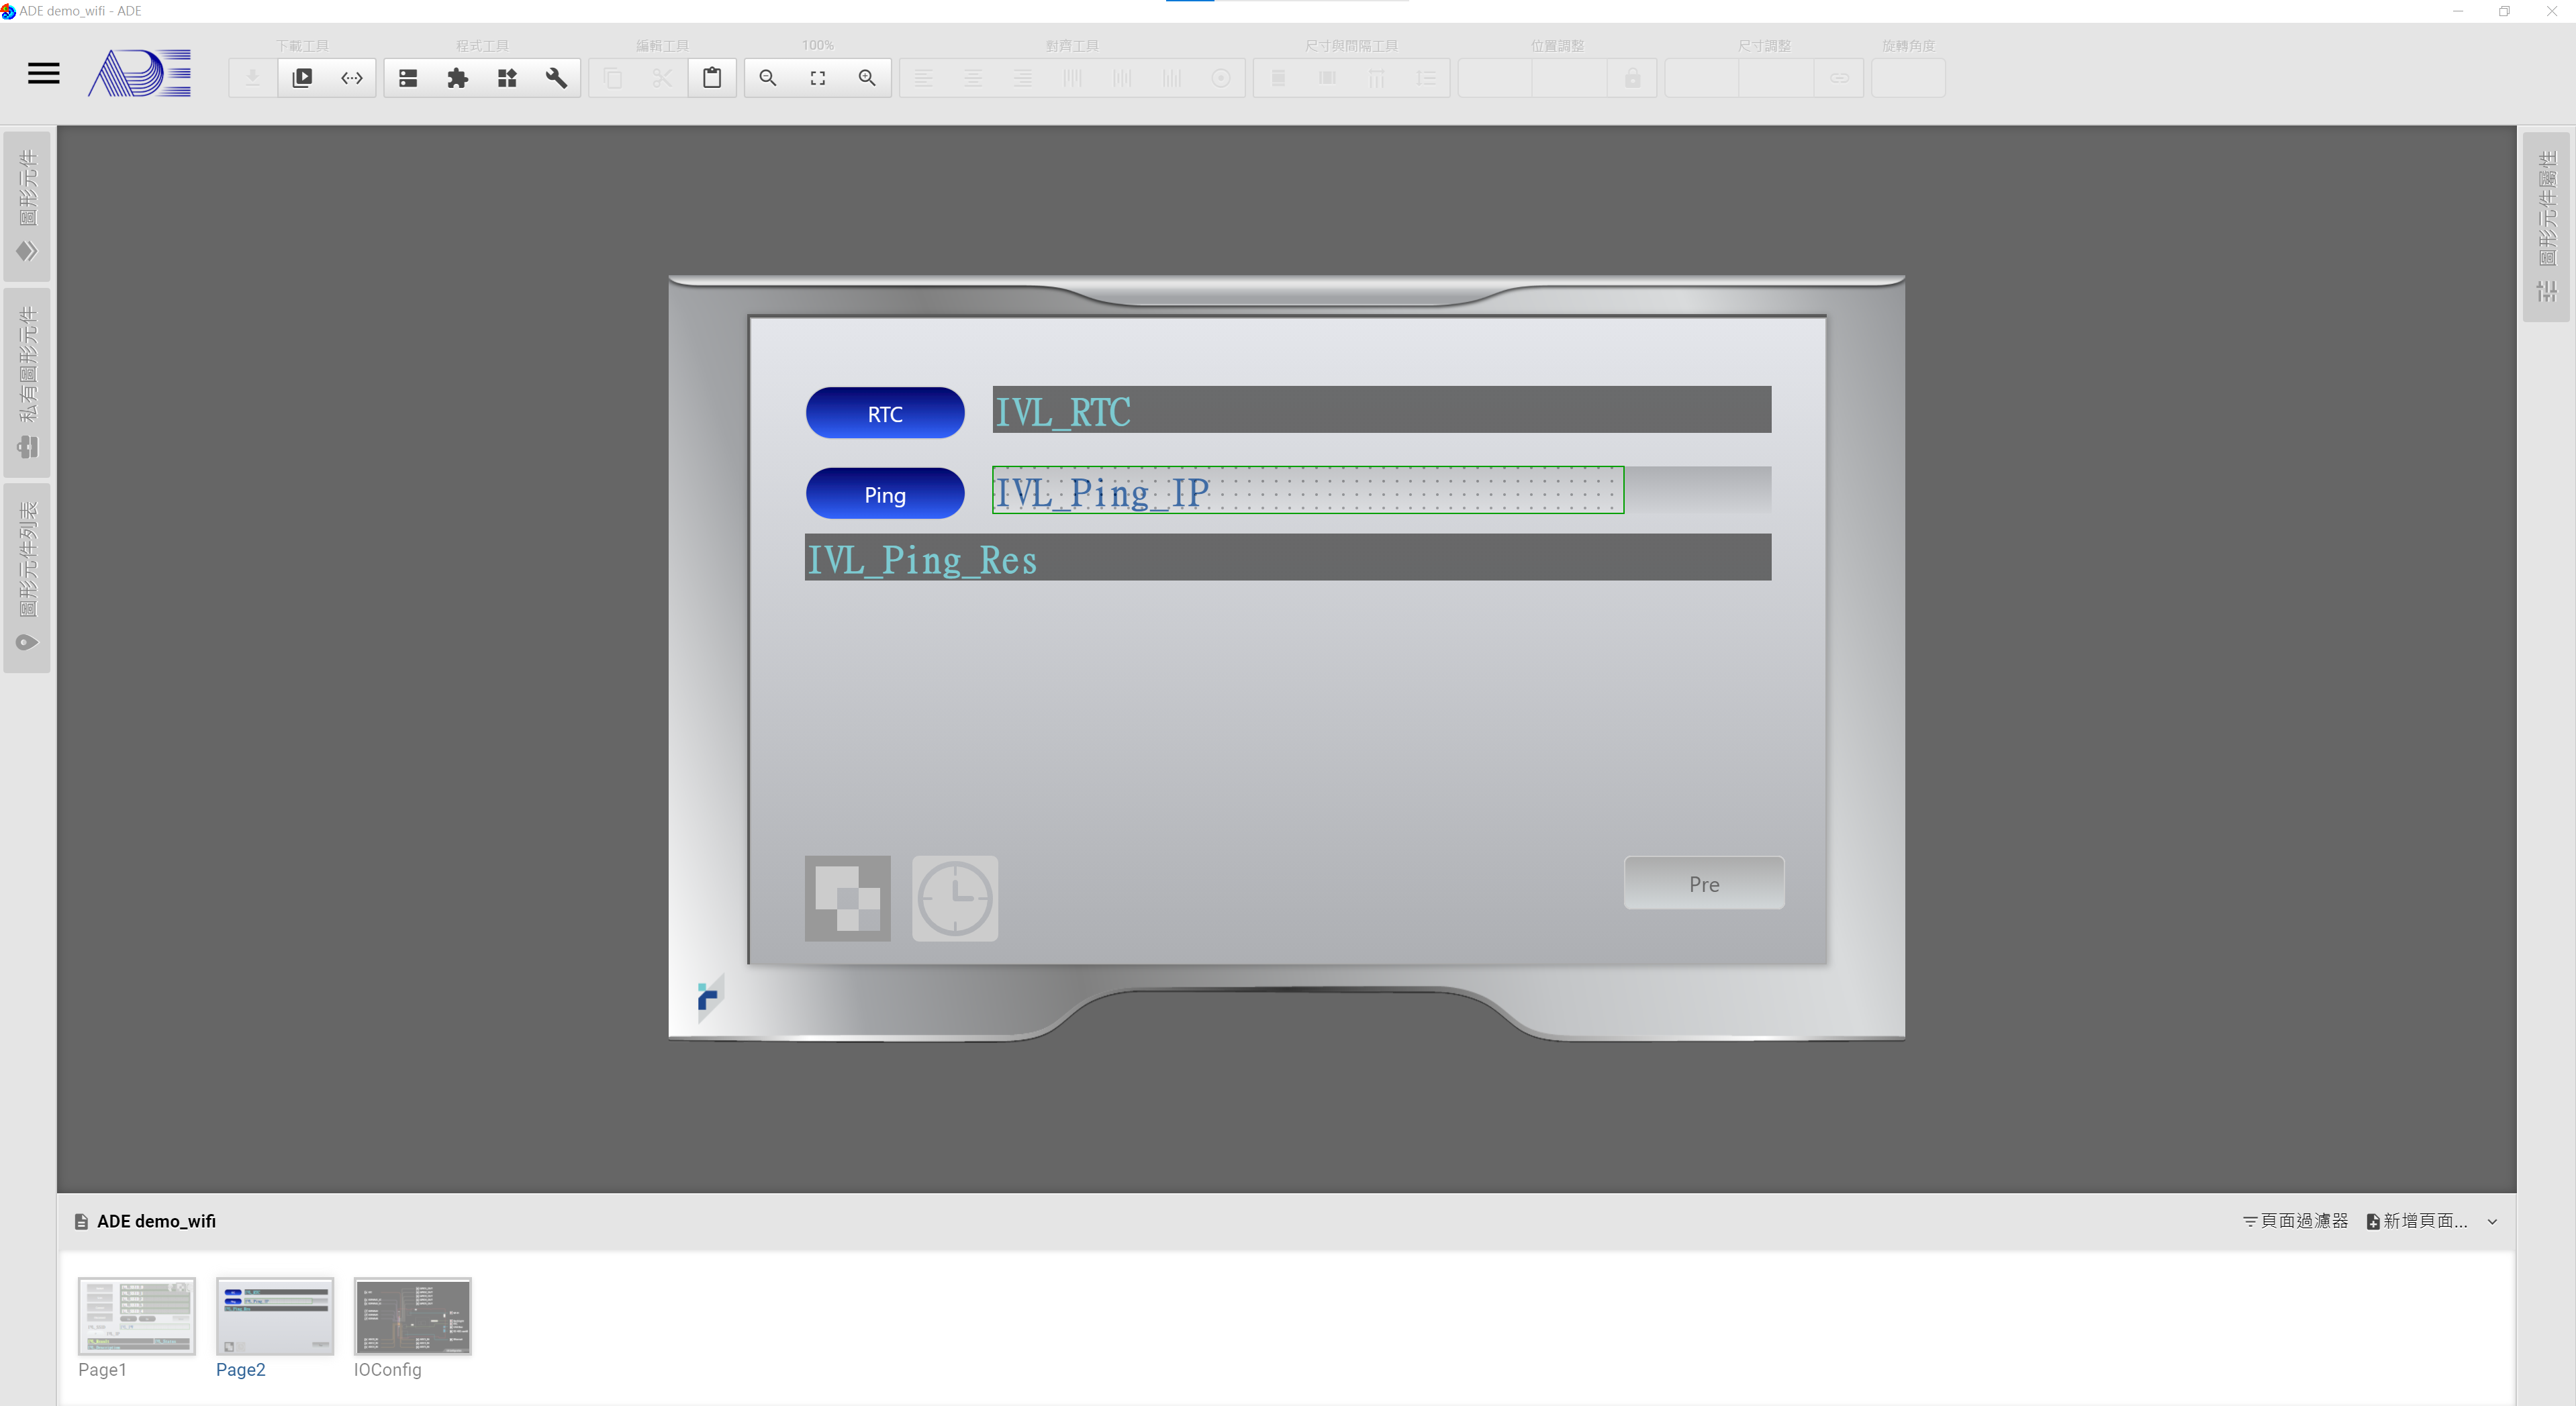 ADE demo_wifi - ADE
下載工具
程式工具
編輯工具
100%
對齊工具
尺寸與間隔工具
位置調整
尺寸調整
旋轉角度
ADE
圖形元件
私有圖形元件
圖形元件列表
圖形元件屬性
RTC
IVL_RTC
Ping
IVL_Ping_IP
IVL_Ping_Res
Pre
ADE demo_wifi
頁面過濾器
新增頁面...
Page1
Page2
IOConfig